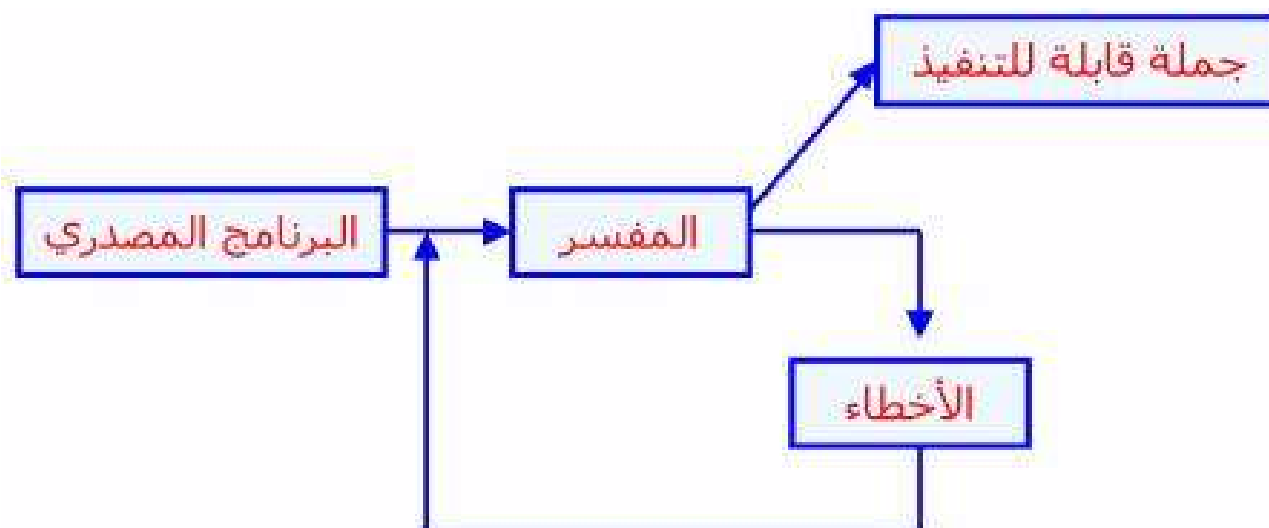 جملة قابلة للتنفيذ
البرنامج المصدري
المفسر
الأخطاء